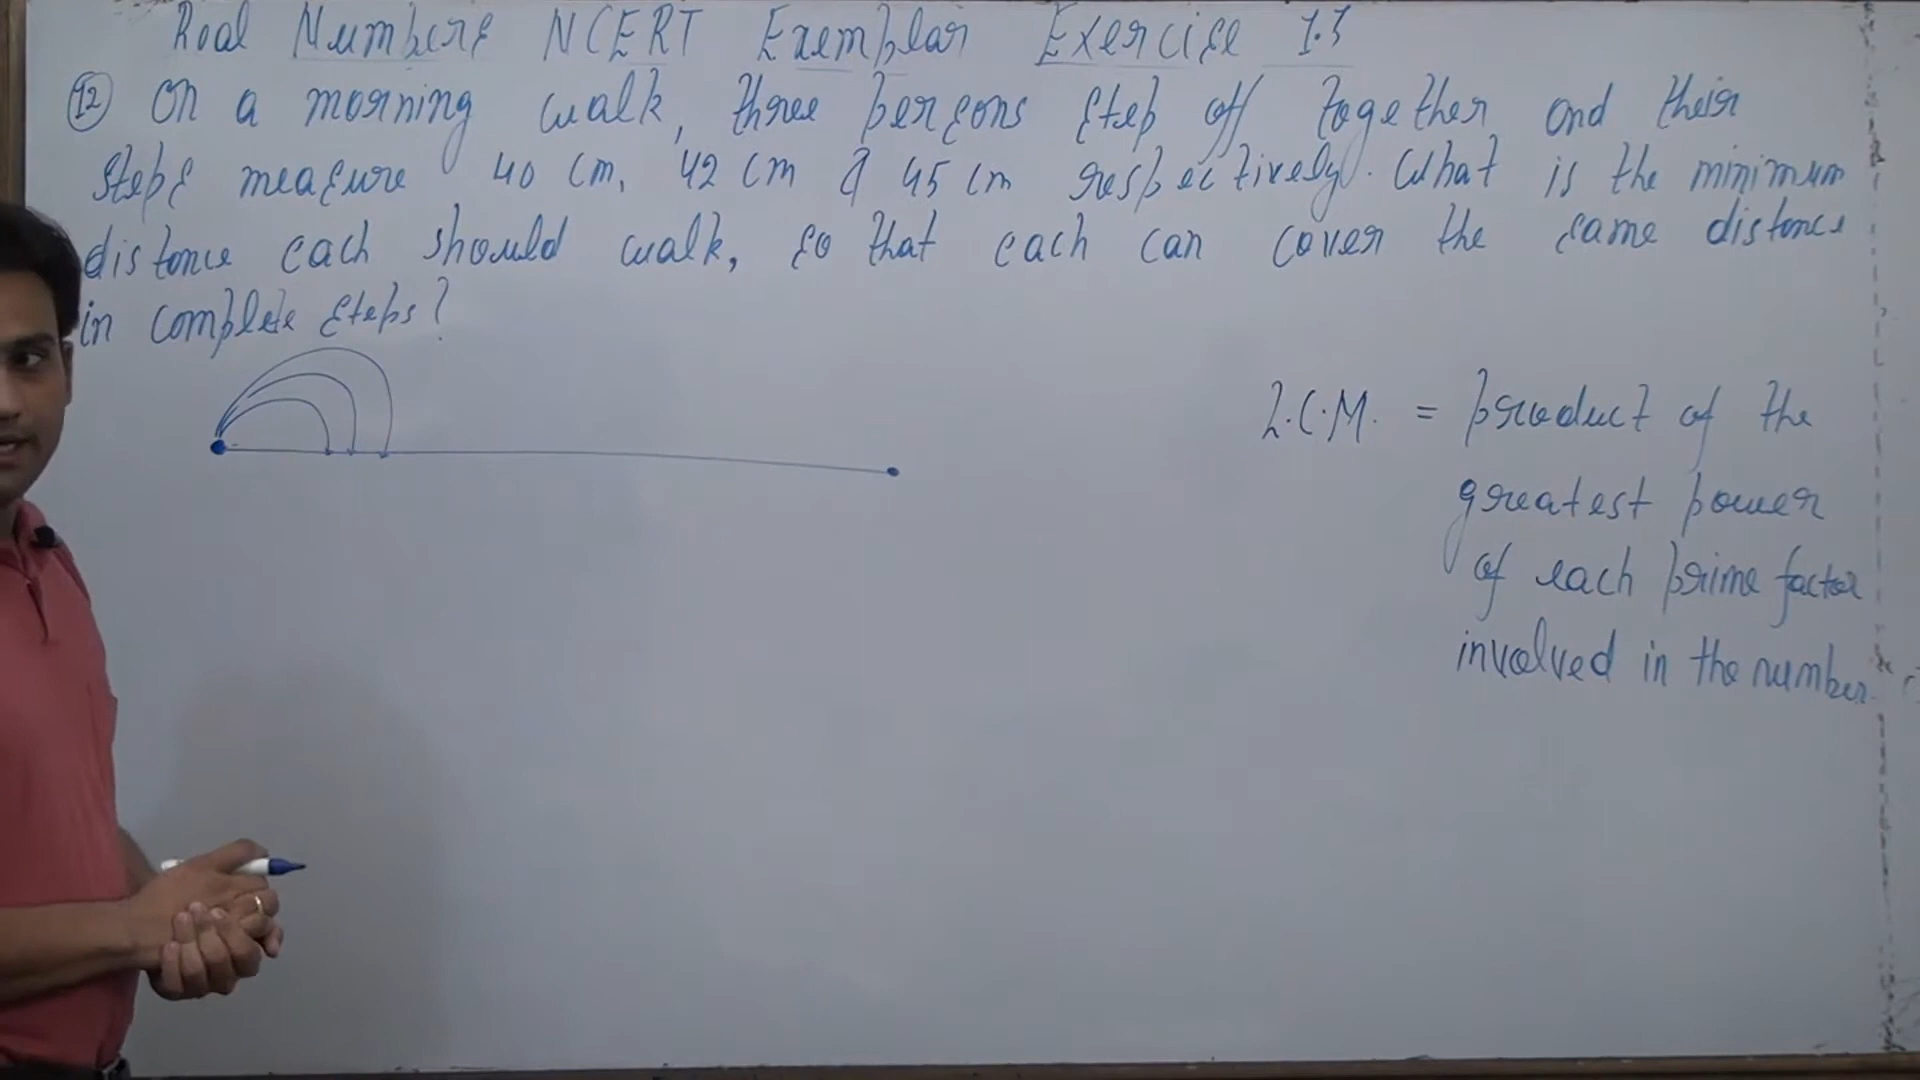 Real Numbers NCERT Exemplar Exercise 1.3
12 On a morning walk, three persons step off together and their
steps measure 40 cm, 42 cm & 45 cm respectively. What is the minimum
distance each should walk, so that each can cover the same distance
in complete steps?
L.C.M. = product of the
greatest power
of each prime factor
involved in the number.